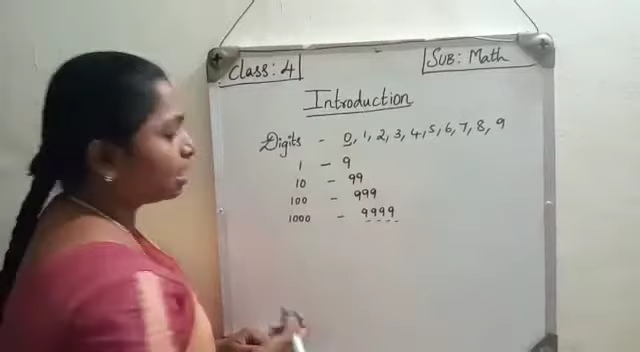 Class: 4
Sub: Math
Introduction
Digits - 0, 1, 2, 3, 4, 5, 6, 7, 8, 9
1 - 9
10 - 99
100 - 999
1000 - 9999